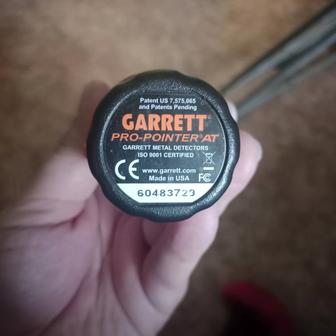 Patent US 7,575,065
and Patents Pending
GARRETT®
PRO-POINTER® AT
GARRETT METAL DETECTORS
ISO 9001 CERTIFIED
CE www.garrett.com FC
Made in USA
60483729